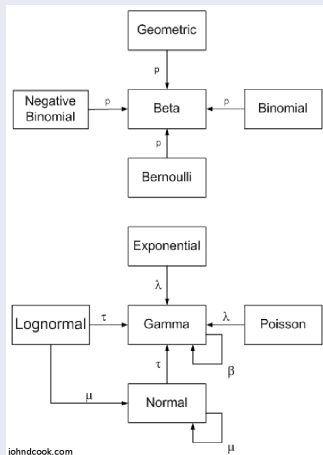 Geometric
p
Negative
Binomial
p
Beta
p
Binomial
p
Bernoulli
Exponential
λ
Lognormal
τ
Gamma
λ
Poisson
τ
β
μ
Normal
μ
johndcook.com